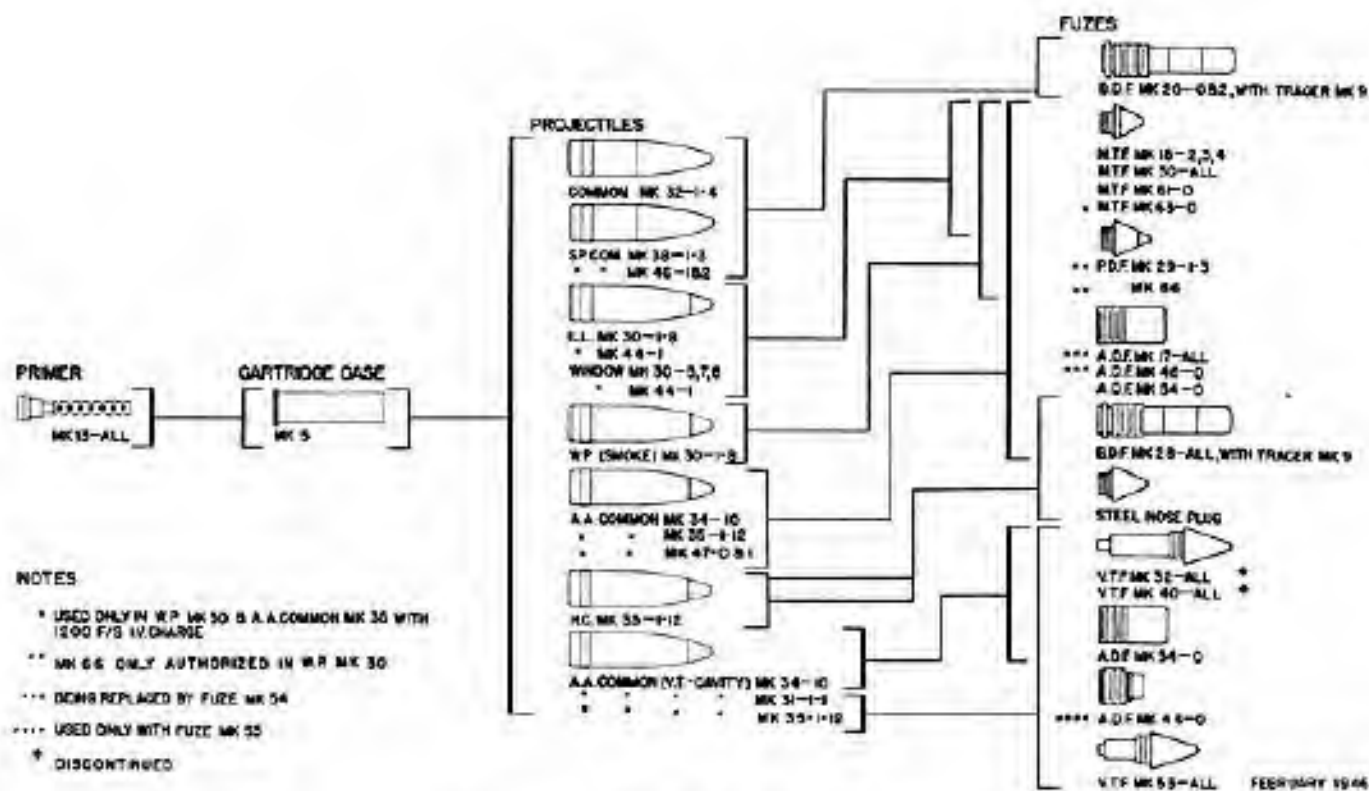 PRIMER
MK 13-ALL
CARTRIDGE CASE
MK 5
PROJECTILES
COMMON MK 32-1-4
S.P.COM. MK 38-1-3
" " MK 46-1&2
MK 30-1-8
" MK 44-1
WINDOW MK 30-5,7,8
" MK 44-1
W.P. (SMOKE) MK 30-1-8
A.A. COMMON MK 34-10
" " MK 35-1-12
" " MK 47-0&1
H.C. MK 35-1-12
A.A. COMMON (V.T.-CAVITY) MK 34-10
" " " " MK 31-1-
" " " " MK 35-1-12
FUZES
B.D.F. MK 20-0&2, WITH TRACER MK 9
M.T.F. MK 18-2,3,4
M.T.F. MK 50-ALL
M.T.F. MK 61-0
* M.T.F. MK 63-0
** P.D.F. MK 29-1-3
** MK 66
*** A.D.F. MK 17-ALL
*** A.D.F. MK 46-0
A.D.F. MK 54-0
B.D.F. MK 28-ALL, WITH TRACER MK 9
STEEL NOSE PLUG
V.T.F. MK 32-ALL +
V.T.F. MK 40-ALL +
A.D.F. MK 54-0
**** A.D.F. MK 44-0
V.T.F. MK 53-ALL
NOTES
* USED ONLY IN W.P. MK 30 & A.A. COMMON MK 35 WITH
1200 F/S I.V. CHARGE
** MK 66 ONLY AUTHORIZED IN W.P. MK 30
*** BEING REPLACED BY FUZE MK 54
**** USED ONLY WITH FUZE MK 53
+ DISCONTINUED
FEBRUARY 1946